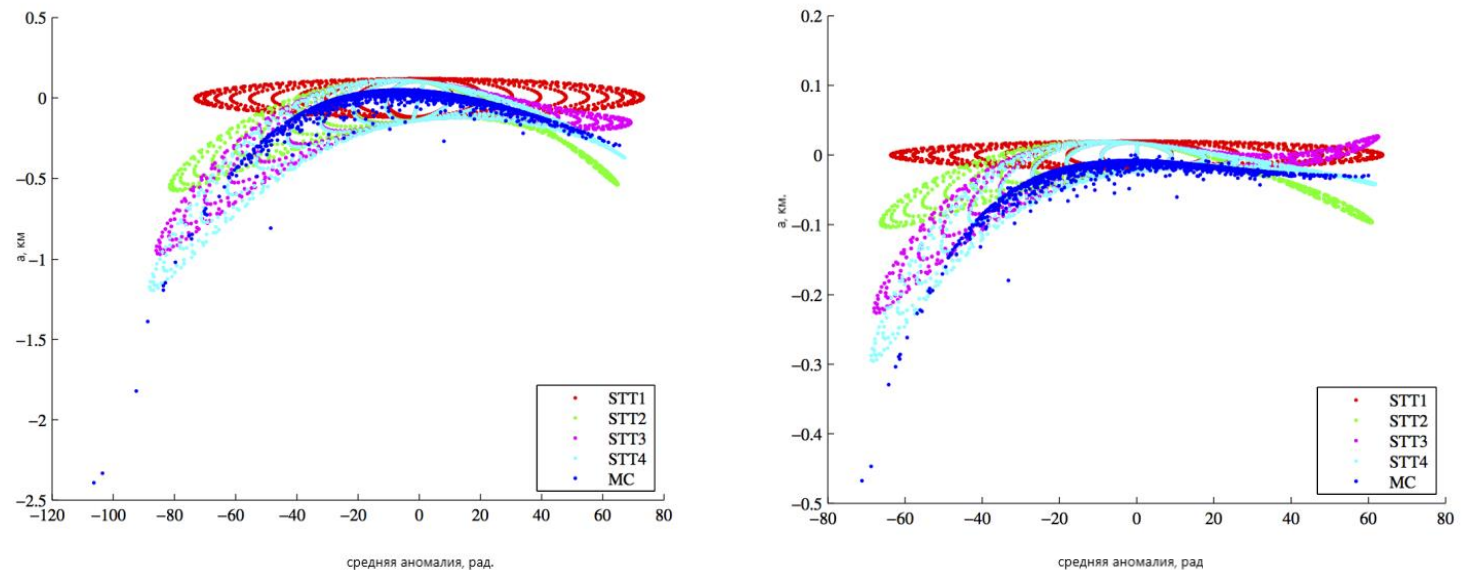 0.5
0
−0.5
−1
−1.5
−2
−2.5
а, км
−120 −100 −80 −60 −40 −20 0 20 40 60 80
средняя аномалия, рад.
STT1
STT2
STT3
STT4
MC
0.2
0.1
0
−0.1
−0.2
−0.3
−0.4
−0.5
а, км.
−80 −60 −40 −20 0 20 40 60 80
средняя аномалия, рад
STT1
STT2
STT3
STT4
MC